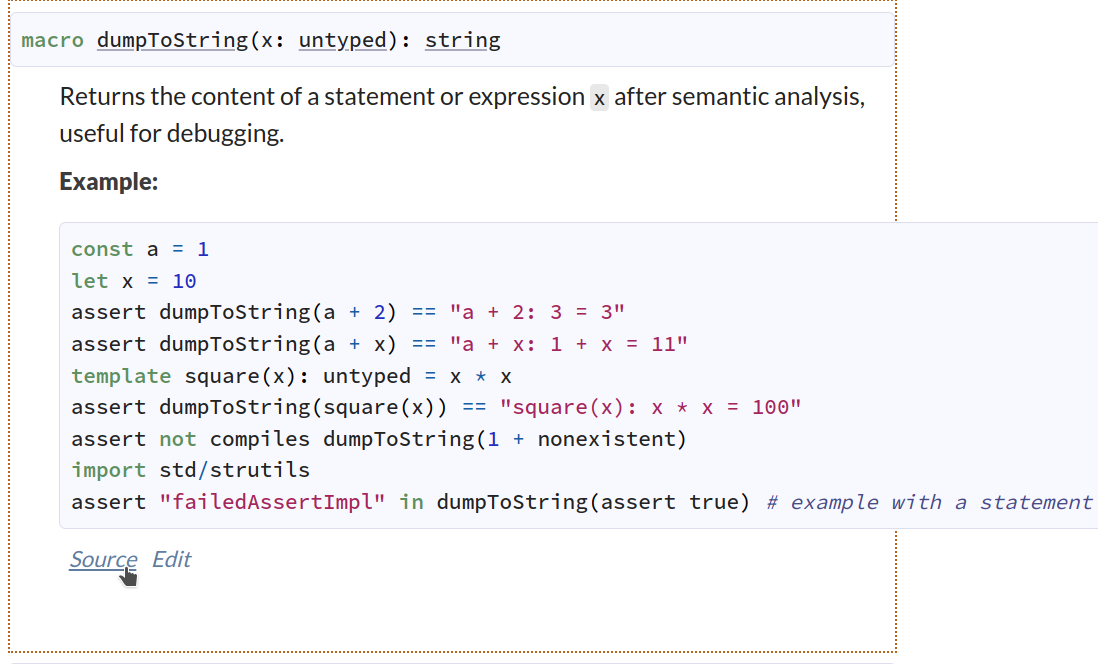 macro dumpToString(x: untyped): string
Returns the content of a statement or expression x after semantic analysis,
useful for debugging.
Example:
const a = 1
let x = 10
assert dumpToString(a + 2) == "a + 2: 3 = 3"
assert dumpToString(a + x) == "a + x: 1 + x = 11"
template square(x): untyped = x * x
assert dumpToString(square(x)) == "square(x): x * x = 100"
assert not compiles dumpToString(1 + nonexistent)
import std/strutils
assert "failedAssertImpl" in dumpToString(assert true) # example with a statement
Source Edit